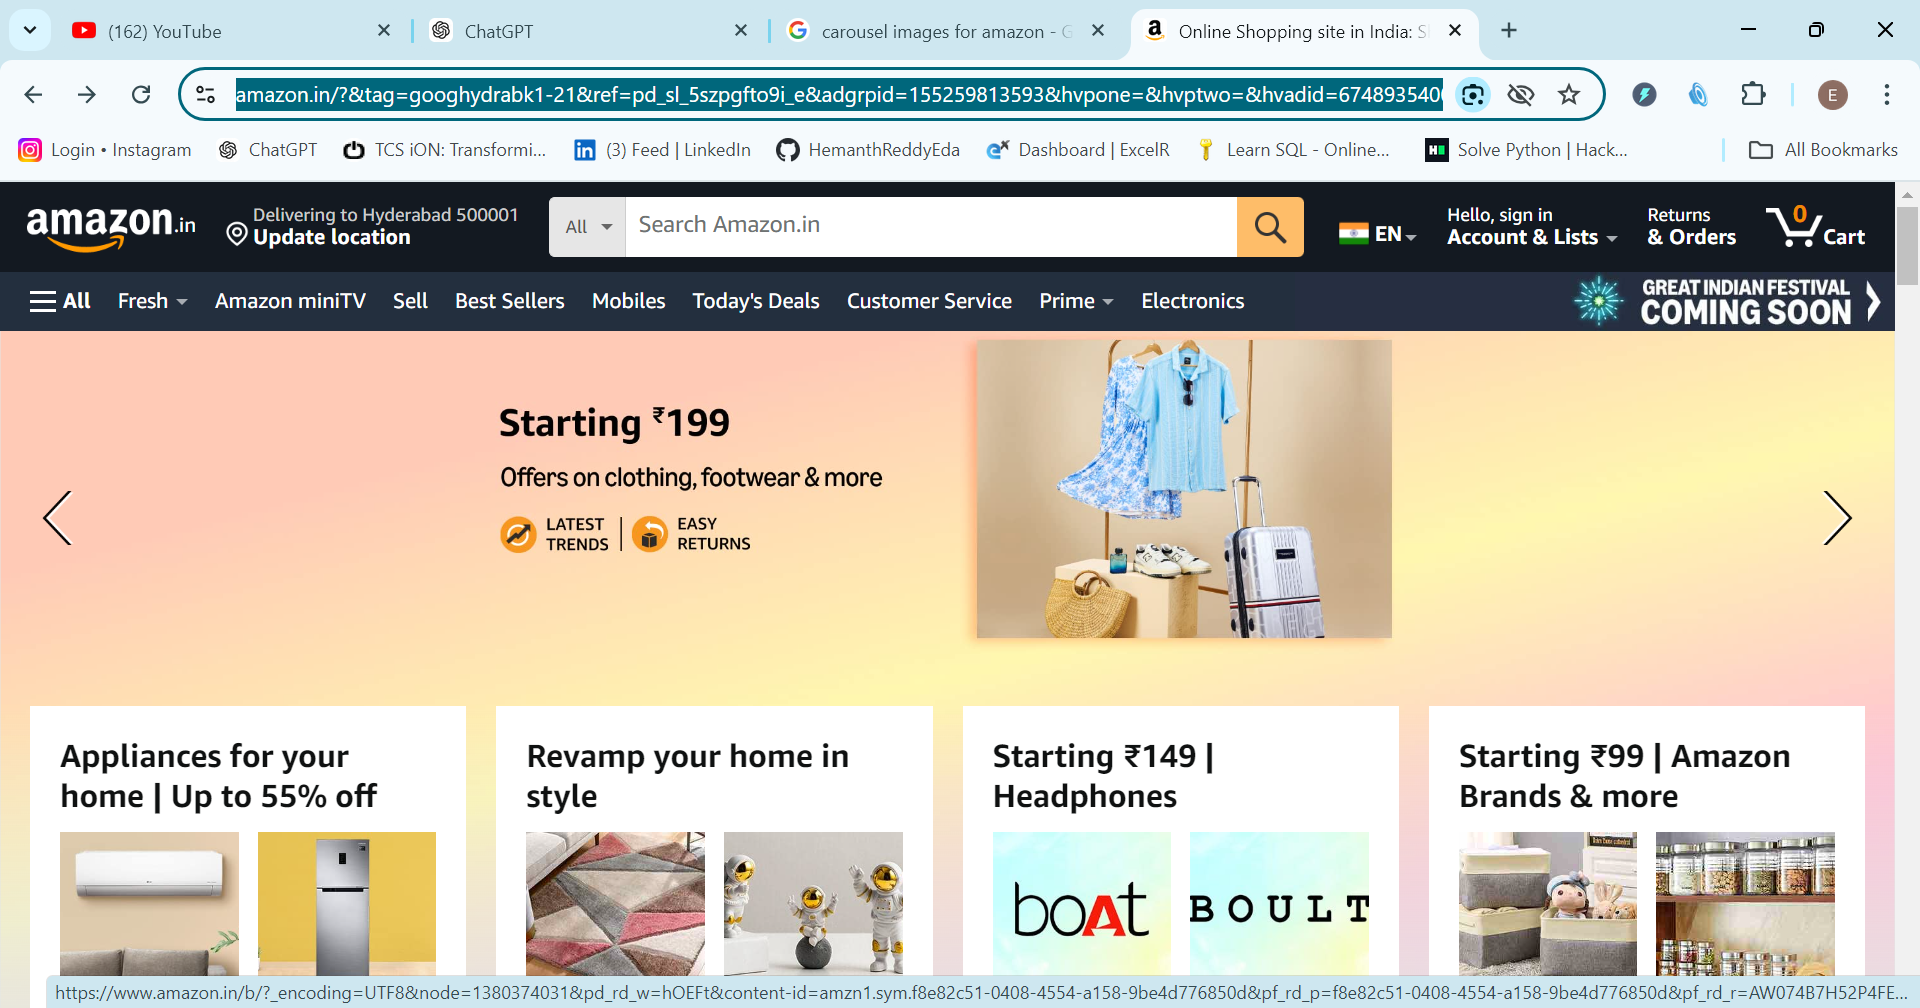 (162) YouTube
ChatGPT
carousel images for amazon - G
Online Shopping site in India: S
amazon.in/?&tag=googhydrabk1-21&ref=pd_sl_5szpgfto9i_e&adgrpid=155259813593&hvpone=&hvptwo=&hvadid=674893540
E
Login • Instagram
ChatGPT
TCS iON: Transformi...
(3) Feed | LinkedIn
HemanthReddyEda
Dashboard | ExcelR
Learn SQL - Online...
Solve Python | Hack...
All Bookmarks
amazon.in
Delivering to Hyderabad 500001
Update location
All
Search Amazon.in
EN
Hello, sign in
Account & Lists
Returns
& Orders
0
Cart
All
Fresh
Amazon miniTV
Sell
Best Sellers
Mobiles
Today's Deals
Customer Service
Prime
Electronics
GREAT INDIAN FESTIVAL
COMING SOON
Starting ₹199
Offers on clothing, footwear & more
LATEST
TRENDS
EASY
RETURNS
Appliances for your
home | Up to 55% off
Revamp your home in
style
Starting ₹149 |
Headphones
Starting ₹99 | Amazon
Brands & more
boAt
BOULT
https://www.amazon.in/b/?_encoding=UTF8&node=1380374031&pd_rd_w=hOEFt&content-id=amzn1.sym.f8e82c51-0408-4554-a158-9be4d776850d&pf_rd_p=f8e82c51-0408-4554-a158-9be4d776850d&pf_rd_r=AW074B7H52P4FE...